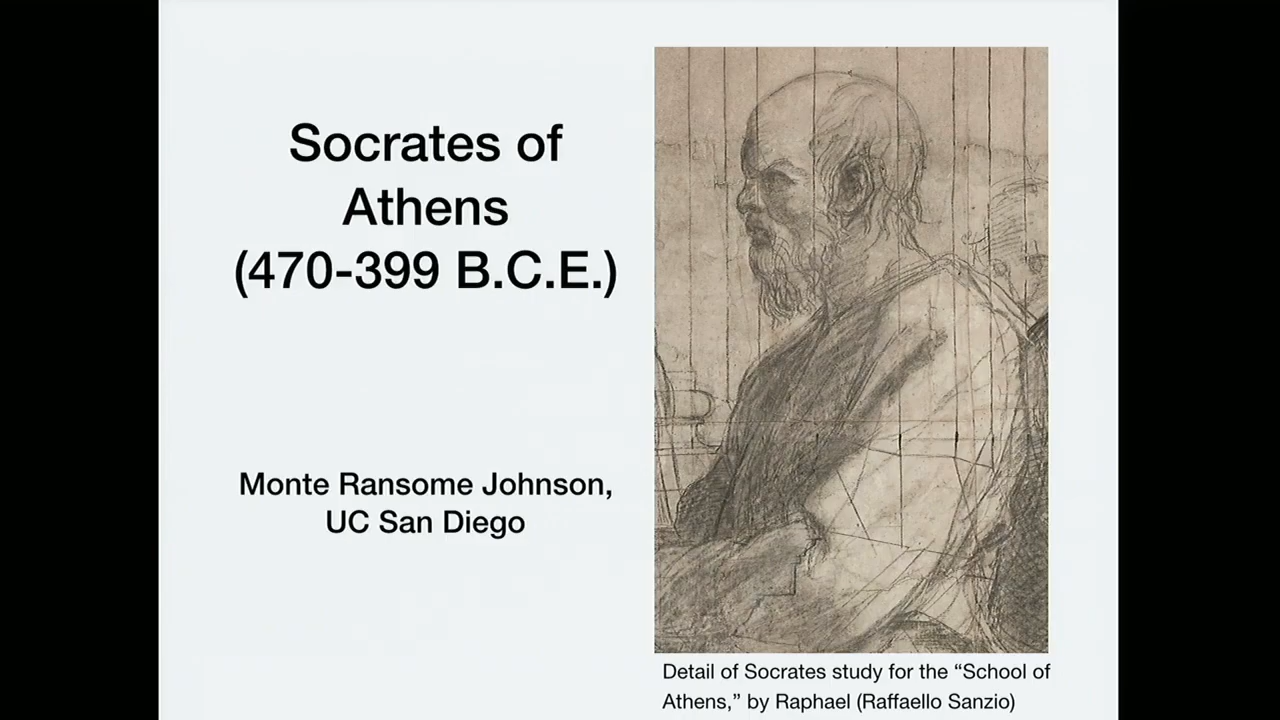 Socrates of
Athens
(470-399 B.C.E.)
Monte Ransome Johnson,
UC San Diego
Detail of Socrates study for the “School of
Athens,” by Raphael (Raffaello Sanzio)